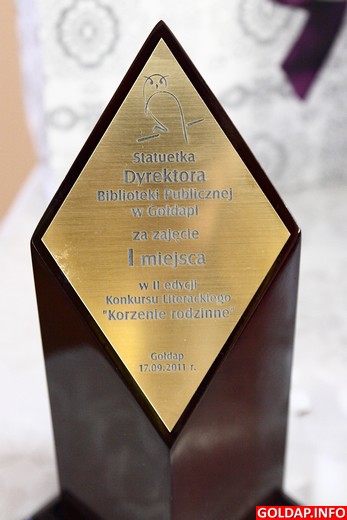 Statuetka
Dyrektora
Biblioteki Publicznej
w Gołdapi
za zajęcie
I miejsca
w II edycji
Konkursu Literackiego
"Korzenie rodzinne"
Gołdap
17.09.2011 r.
GOLDAP.INFO